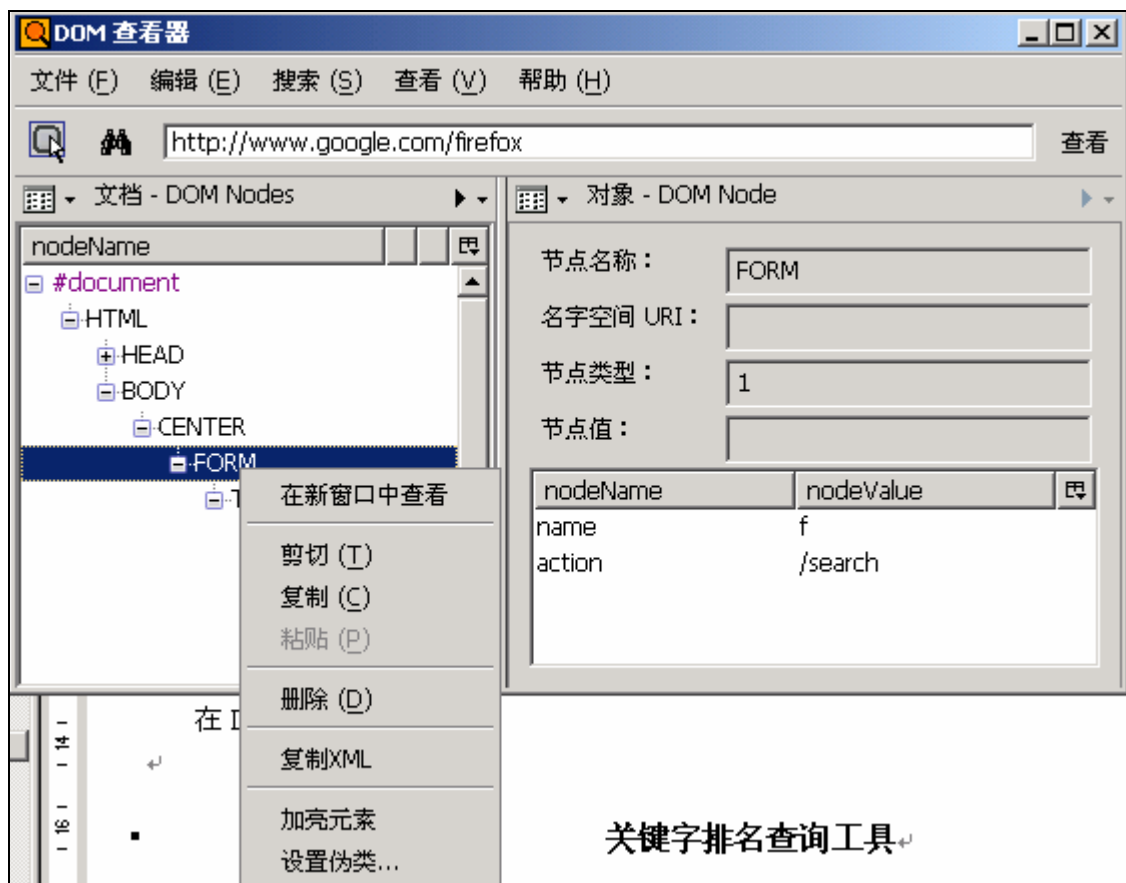 DOM 查看器
文件 (F) 编辑 (E) 搜索 (S) 查看 (V) 帮助 (H)
http://www.google.com/firefox 查看
文档 - DOM Nodes
nodeName
#document
HTML
HEAD
BODY
CENTER
FORM
在新窗口中查看
剪切 (T)
复制 (C)
粘贴 (P)
删除 (D)
复制XML
加亮元素
设置伪类...
对象 - DOM Node
节点名称： FORM
名字空间 URI：
节点类型： 1
节点值：
nodeName nodeValue
name f
action /search
14
在
16
关键字排名查询工具